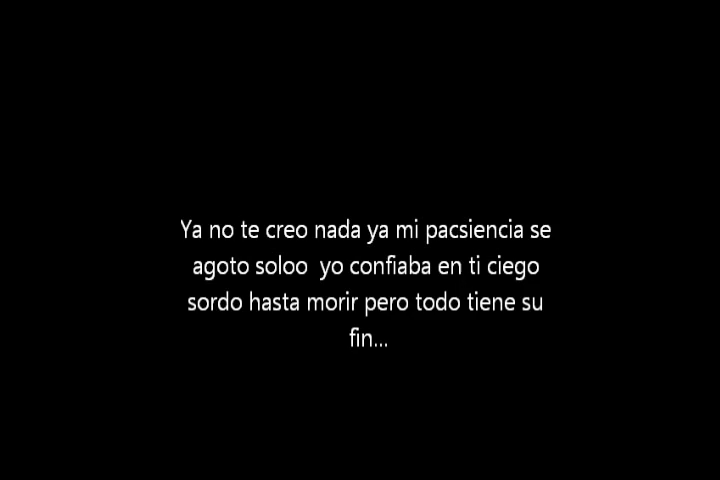 Ya no te creo nada ya mi pacsiencia se
agoto soloo  yo confiaba en ti ciego
sordo hasta morir pero todo tiene su
fin...